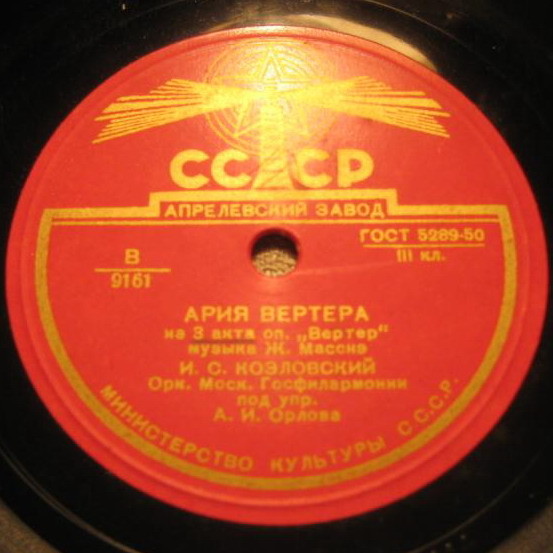 СССР
АПРЕЛЕВСКИЙ ЗАВОД
ГОСТ 5289-50
III кл.
В
9161
АРИЯ ВЕРТЕРА
из 3 акта оп. „Вертер"
музыка Ж. Массне
И. С. КОЗЛОВСКИЙ
Орк. Моск. Госфилармонии
под упр.
А. И. Орлова
МИНИСТЕРСТВО КУЛЬТУРЫ С.С.С.Р.